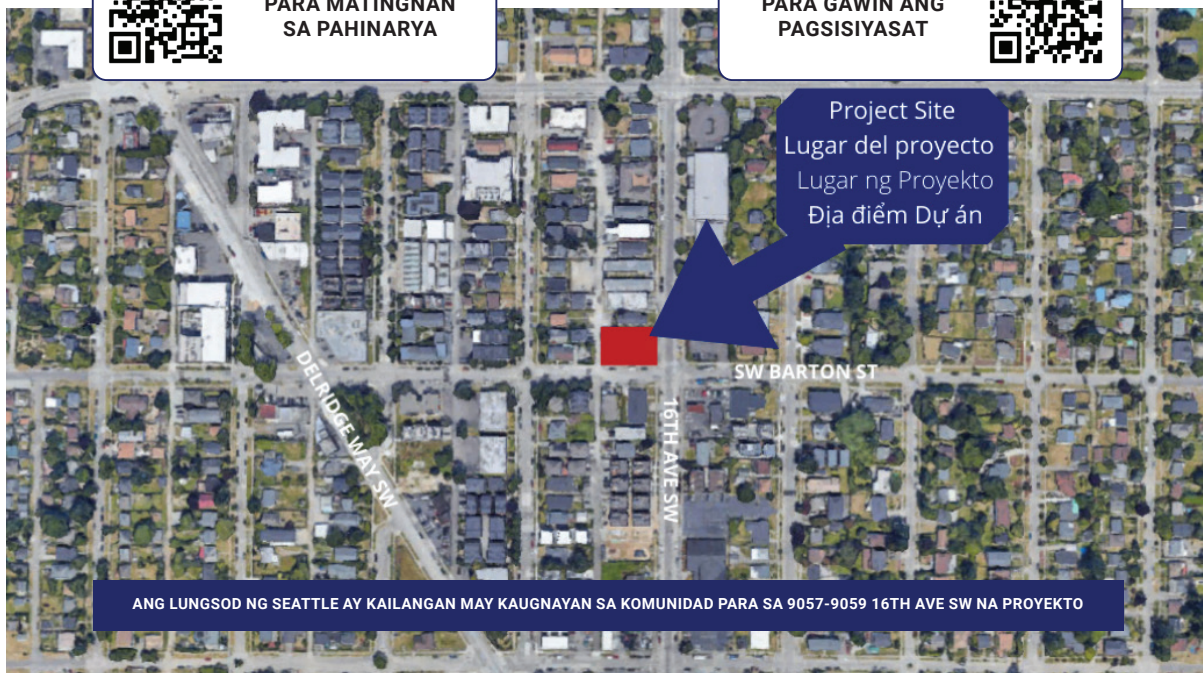 PARA MATINGNAN
SA PAHINARYA
PARA GAWIN ANG
PAGSISIYASAT
Project Site
Lugar del proyecto
Lugar ng Proyekto
Địa điểm Dự án
SW BARTON ST
DELRIDGE WAY SW
16TH AVE SW
ANG LUNGSOD NG SEATTLE AY KAILANGAN MAY KAUGNAYAN SA KOMUNIDAD PARA SA 9057-9059 16TH AVE SW NA PROYEKTO